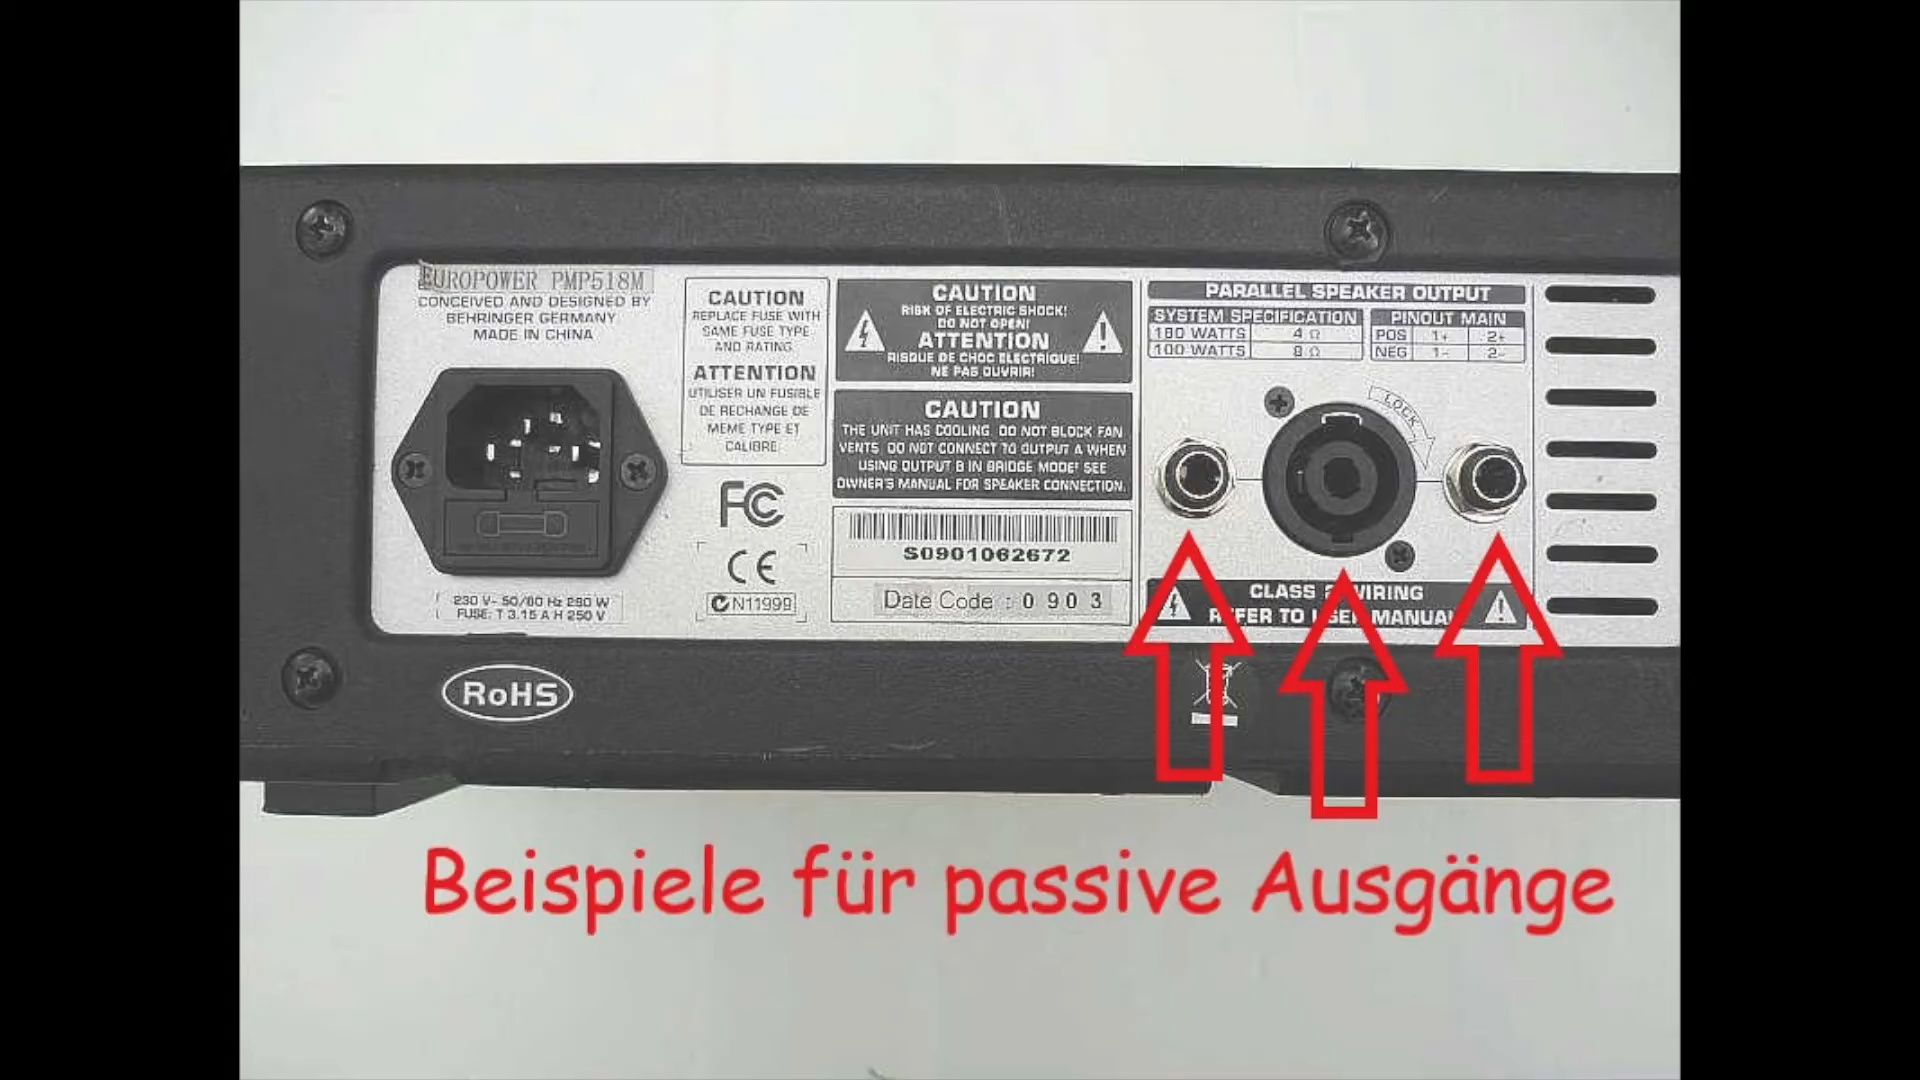 EUROPOWER PMP518M
CONCEIVED AND DESIGNED BY
BEHRINGER GERMANY
MADE IN CHINA
230 V~ 50/60 Hz 280 W
FUSE: T 3.15 A H 250 V
RoHS
CAUTION
REPLACE FUSE WITH
SAME FUSE TYPE
AND RATING
ATTENTION
UTILISER UN FUSIBLE
DE RECHANGE DE
MEME TYPE ET
CALIBRE
FC
CE
N11999
CAUTION
RISK OF ELECTRIC SHOCK!
DO NOT OPEN!
ATTENTION
RISQUE DE CHOC ELECTRIQUE!
NE PAS OUVRIR!
CAUTION
THE UNIT HAS COOLING. DO NOT BLOCK FAN
VENTS. DO NOT CONNECT TO OUTPUT A WHEN
USING OUTPUT B IN BRIDGE MODE! SEE
OWNER'S MANUAL FOR SPEAKER CONNECTION.
S0901062672
Date Code : 0903
PARALLEL SPEAKER OUTPUT
SYSTEM SPECIFICATION
180 WATTS 4 Ω
100 WATTS 8 Ω
PINOUT MAIN
POS 1+ 2+
NEG 1- 2-
LOCK
CLASS 2 WIRING
REFER TO USER MANUAL
Beispiele für passive Ausgänge